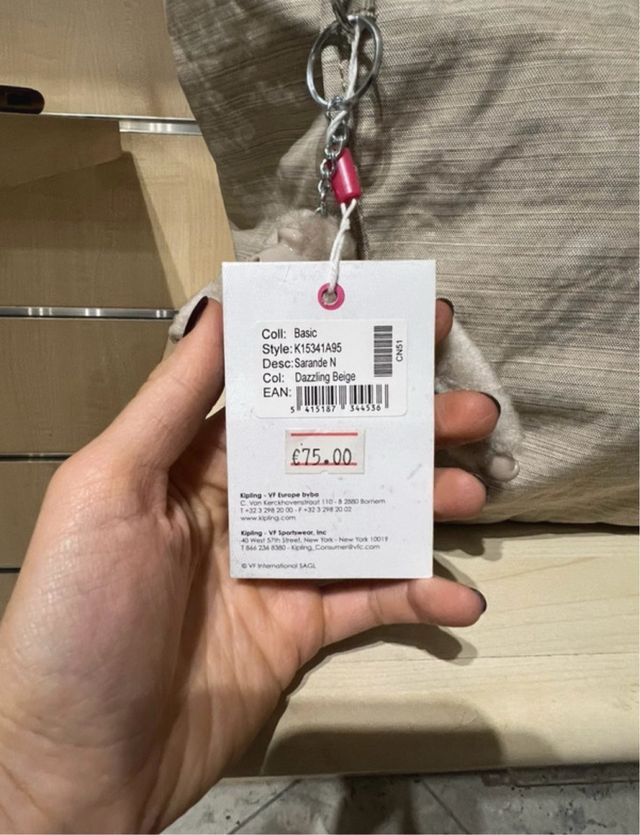 Coll: Basic
Style: K15341A95
Desc: Sarande N
Col: Dazzling Beige
EAN:
5 415187 344536
CN51
€75.00
Kipling - VF Europe bvba
C. Van Kerckhovenstraat 110 - B 2880 Bornem
T +32 3 298 20 00 - F +32 3 298 20 02
www.kipling.com
Kipling - VF Sportswear, Inc
40 West 57th Street, New York - New York 10019
T 866 236 8380 - Kipling_Consumer@vfc.com
© VF International SAGL